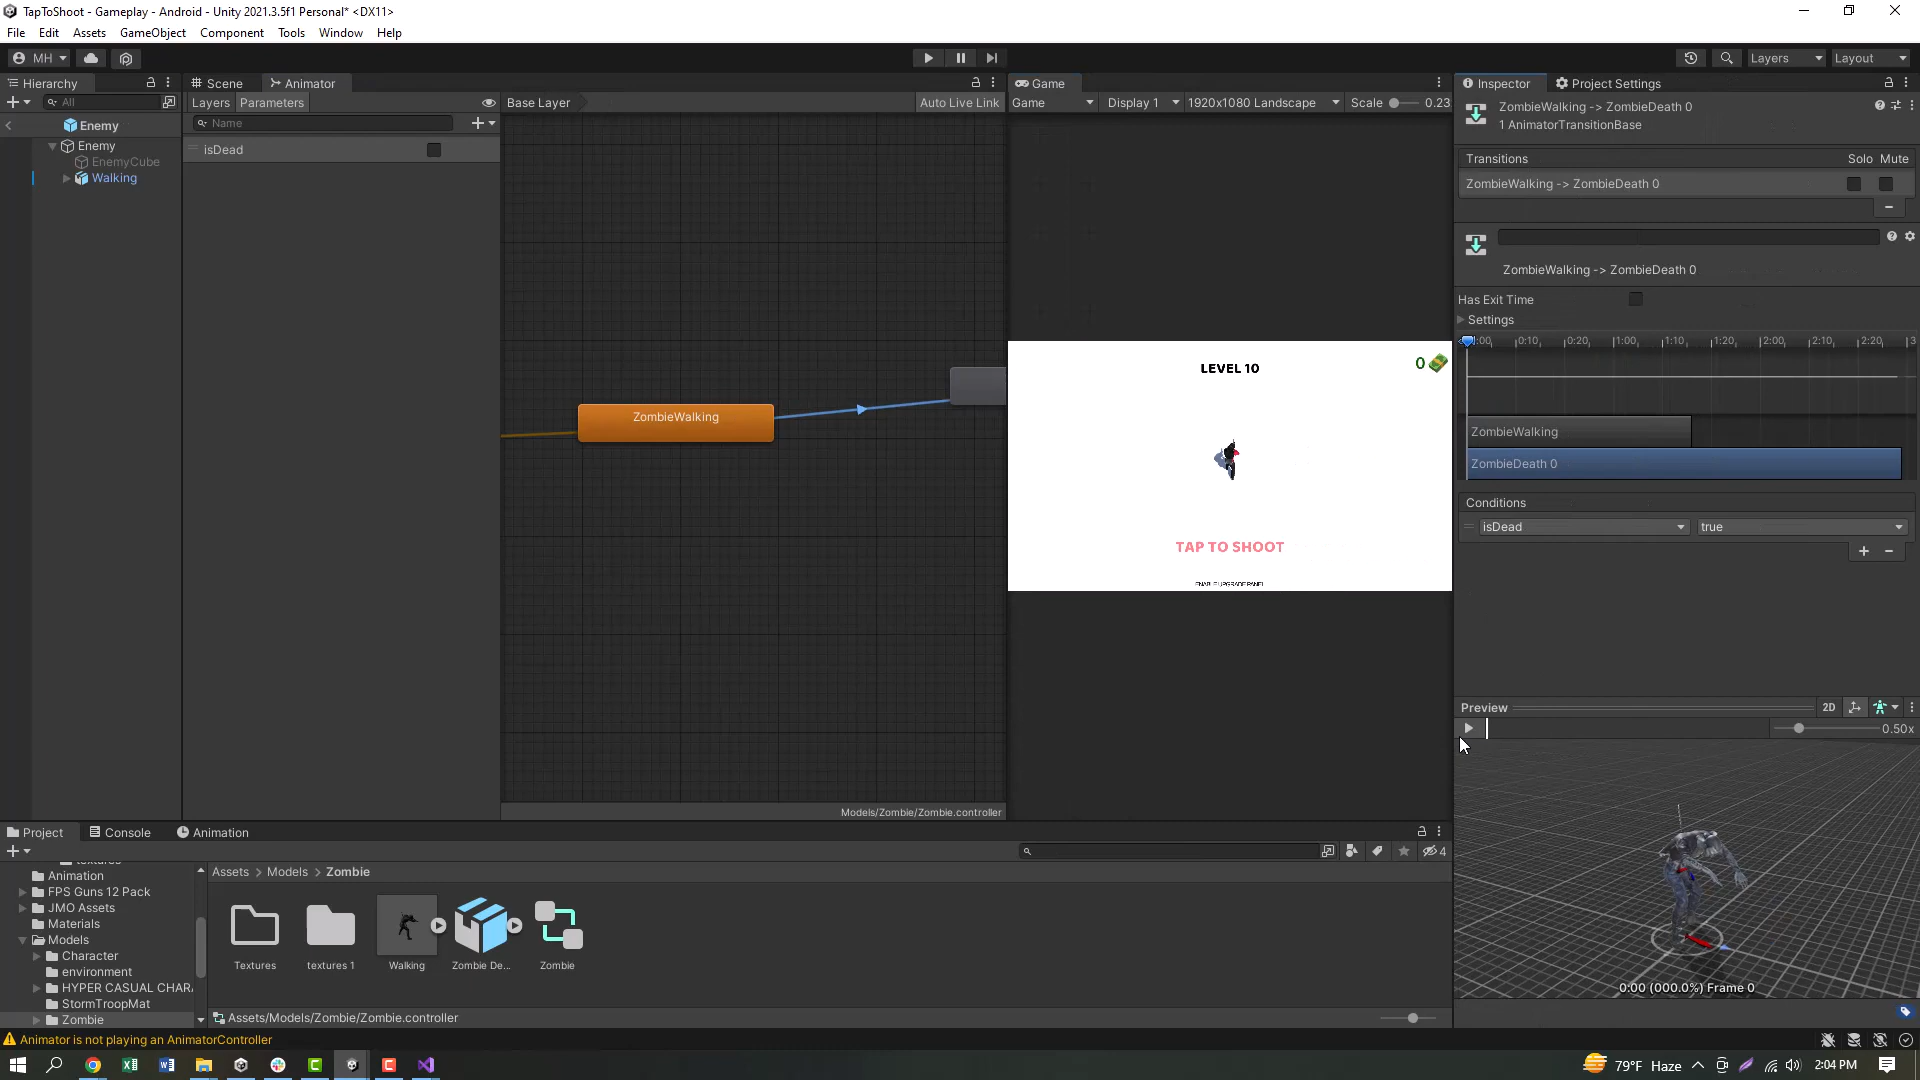 TapToShoot - Gameplay - Android - Unity 2021.3.5f1 Personal* <DX11>
File Edit Assets GameObject Component Tools Window Help
MH
Layers
Layout
Hierarchy
Scene
Animator
Game
Inspector
Project Settings
All
Layers Parameters
Base Layer
Auto Live Link
Game
Display 1
1920x1080 Landscape
Scale
0.23
ZombieWalking -> ZombieDeath 0
1 AnimatorTransitionBase
Enemy
Name
Enemy
EnemyCube
Walking
isDead
Transitions
Solo Mute
ZombieWalking -> ZombieDeath 0
ZombieWalking -> ZombieDeath 0
Has Exit Time
Settings
:00 0:10 0:20 1:00 1:10 1:20 2:00 2:10 2:20 3
LEVEL 10
0
ZombieWalking
ZombieWalking
ZombieDeath 0
Conditions
isDead
true
TAP TO SHOOT
ENABLE UPGRADE PANEL
Preview
2D
0.50x
Models/Zombie/Zombie.controller
Project
Console
Animation
4
textures
Animation
FPS Guns 12 Pack
JMO Assets
Materials
Models
Character
environment
HYPER CASUAL CHAR
StormTroopMat
Zombie
Assets > Models > Zombie
Textures
textures 1
Walking
Zombie De...
Zombie
0:00 (000.0%) Frame 0
Assets/Models/Zombie/Zombie.controller
Animator is not playing an AnimatorController
79°F Haze
2:04 PM